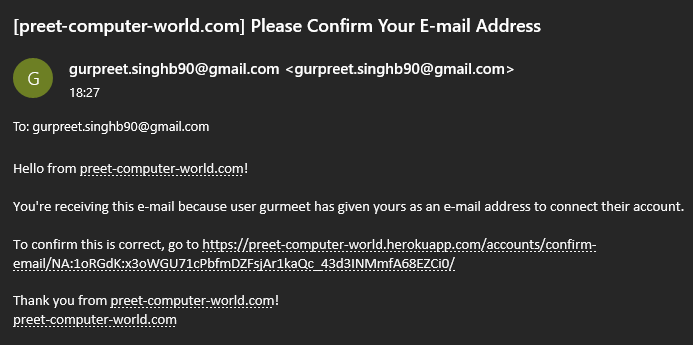 [preet-computer-world.com] Please Confirm Your E-mail Address
G
gurpreet.singhb90@gmail.com <gurpreet.singhb90@gmail.com>
18:27
To: gurpreet.singhb90@gmail.com
Hello from preet-computer-world.com!
You're receiving this e-mail because user gurmeet has given yours as an e-mail address to connect their account.
To confirm this is correct, go to https://preet-computer-world.herokuapp.com/accounts/confirm-
email/NA:1oRGdK:x3oWGU71cPbfmDZFsjAr1kaQc_43d3INMmfA68EZCi0/
Thank you from preet-computer-world.com!
preet-computer-world.com